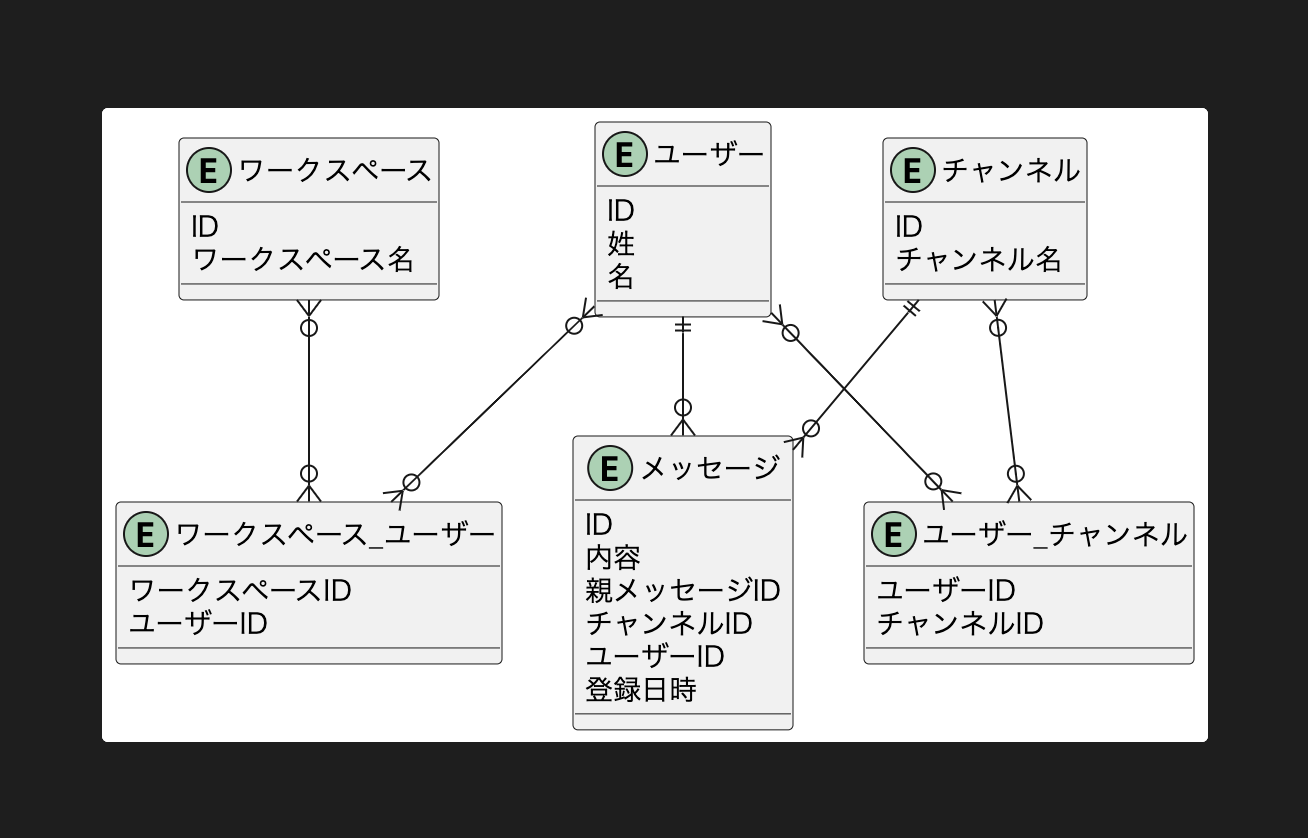 E ワークスペース
ID
ワークスペース名
E ユーザー
ID
姓
名
E チャンネル
ID
チャンネル名
E ワークスペース_ユーザー
ワークスペースID
ユーザーID
E メッセージ
ID
内容
親メッセージID
チャンネルID
ユーザーID
登録日時
E ユーザー_チャンネル
ユーザーID
チャンネルID